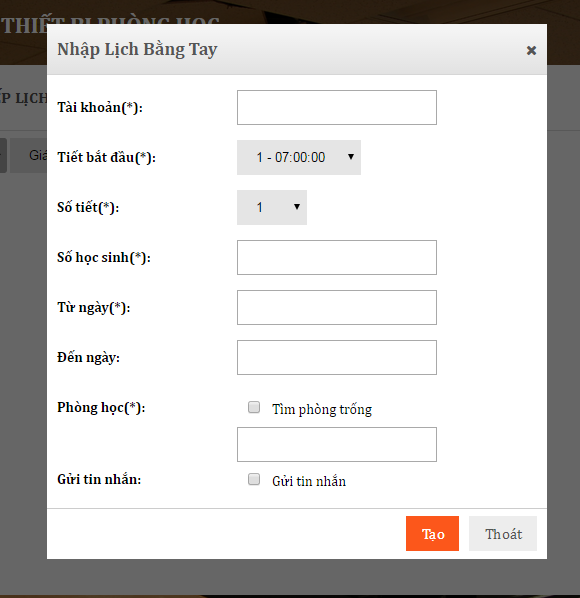 THIẾT BỊ PHÒNG HỌC
Nhập Lịch Bằng Tay
ẾP LỊCH
Giá
Tài khoản(*):
Tiết bắt đầu(*): 1 - 07:00:00
Số tiết(*): 1
Số học sinh(*):
Từ ngày(*):
Đến ngày:
Phòng học(*): Tìm phòng trống
Gửi tin nhắn: Gửi tin nhắn
Tạo Thoát